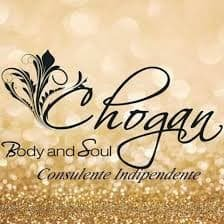 Chogan
Body and Soul
Consulente Indipendente